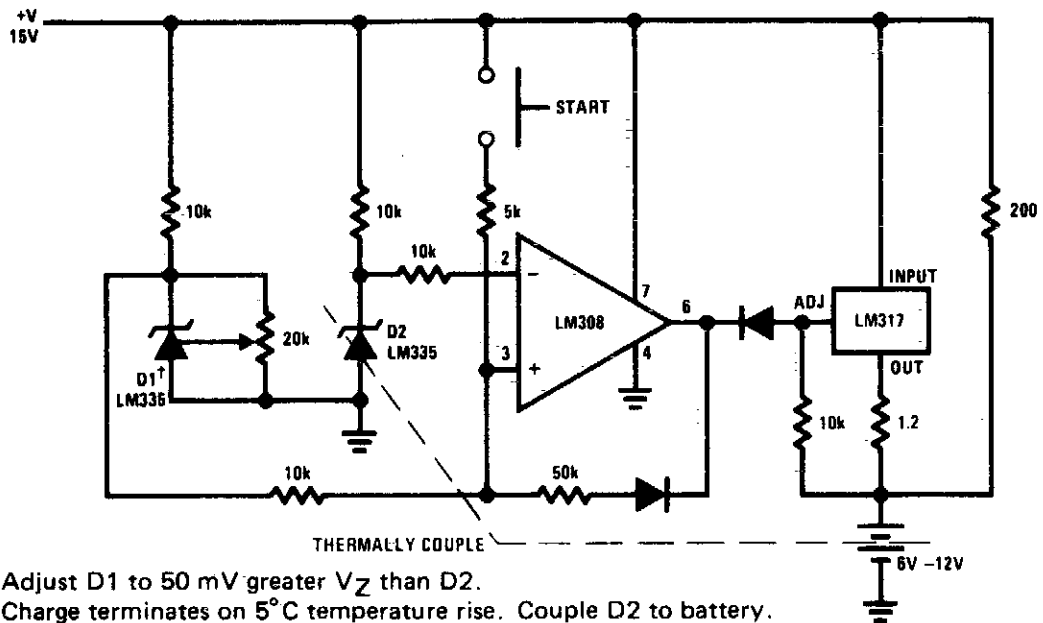 +V
15V
START
10k
10k
5k
200
10k
2
7
6
ADJ
INPUT
LM308
LM317
20k
D2
LM335
3
4
OUT
D1†
LM335
10k
1.2
10k
50k
THERMALLY COUPLE
6V -12V
Adjust D1 to 50 mV greater VZ than D2.
Charge terminates on 5°C temperature rise. Couple D2 to battery.